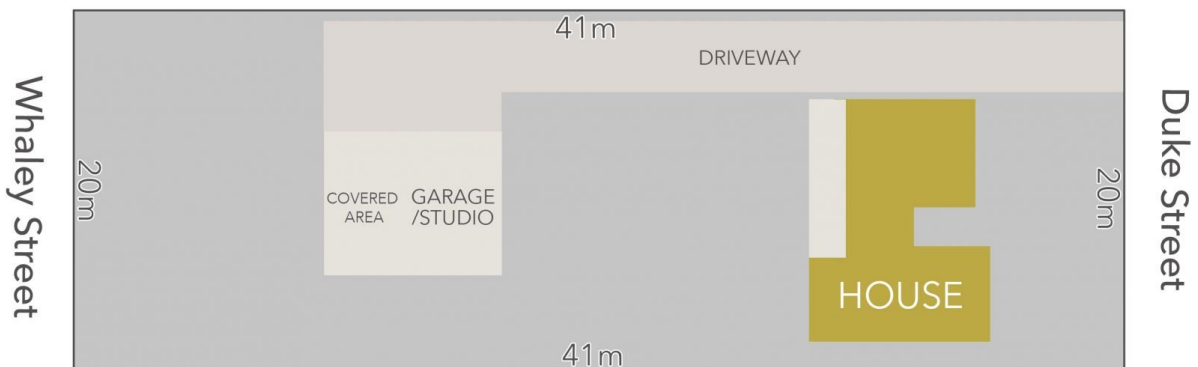 41m
DRIVEWAY
Whaley Street
20m
COVERED
AREA
GARAGE
/STUDIO
20m
Duke Street
HOUSE
41m